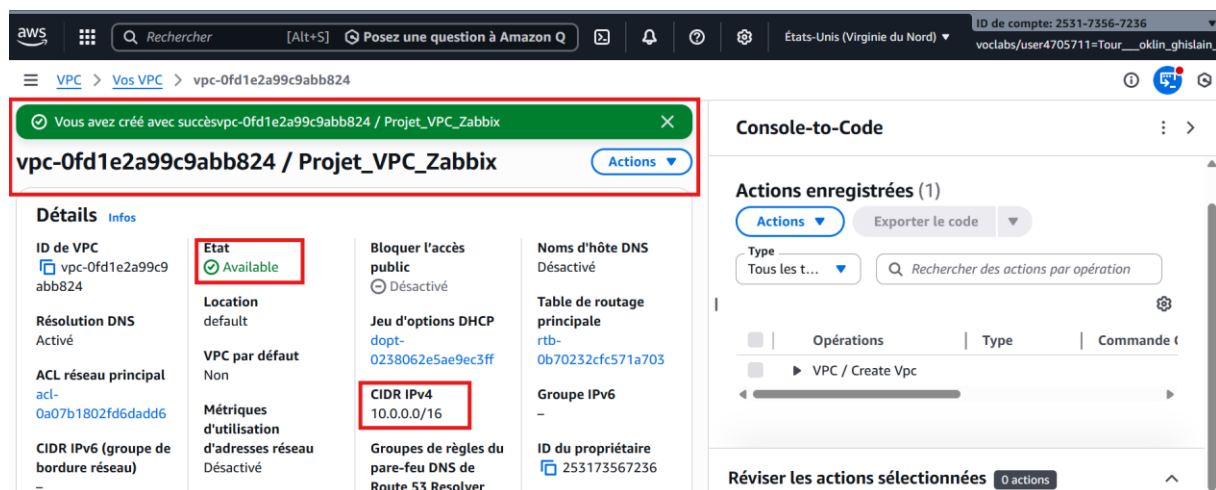 aws
Rechercher
[Alt+S]
Posez une question à Amazon Q
États-Unis (Virginie du Nord)
ID de compte: 2531-7356-7236
voclabs/user4705711=Tour___oklin_ghislain_
VPC > Vos VPC > vpc-0fd1e2a99c9abb824
Vous avez créé avec succèsvpc-0fd1e2a99c9abb824 / Projet_VPC_Zabbix
vpc-0fd1e2a99c9abb824 / Projet_VPC_Zabbix
Actions
Détails Infos
ID de VPC
vpc-0fd1e2a99c9
abb824
Résolution DNS
Activé
ACL réseau principal
acl-
0a07b1802fd6dadd6
CIDR IPv6 (groupe de
bordure réseau)
–
État
Available
Location
default
VPC par défaut
Non
Métriques
d'utilisation
d'adresses réseau
Désactivé
Bloquer l'accès
public
Désactivé
Jeu d'options DHCP
dopt-
0238062e5ae9ec3ff
CIDR IPv4
10.0.0.0/16
Groupes de règles du
pare-feu DNS de
Route 53 Resolver
Noms d'hôte DNS
Désactivé
Table de routage
principale
rtb-
0b70232cfc571a703
Groupe IPv6
–
ID du propriétaire
253173567236
Console-to-Code
Actions enregistrées (1)
Actions
Exporter le code
Type
Tous les t...
Rechercher des actions par opération
Opérations
Type
Commande
VPC / Create Vpc
Réviser les actions sélectionnées 0 actions